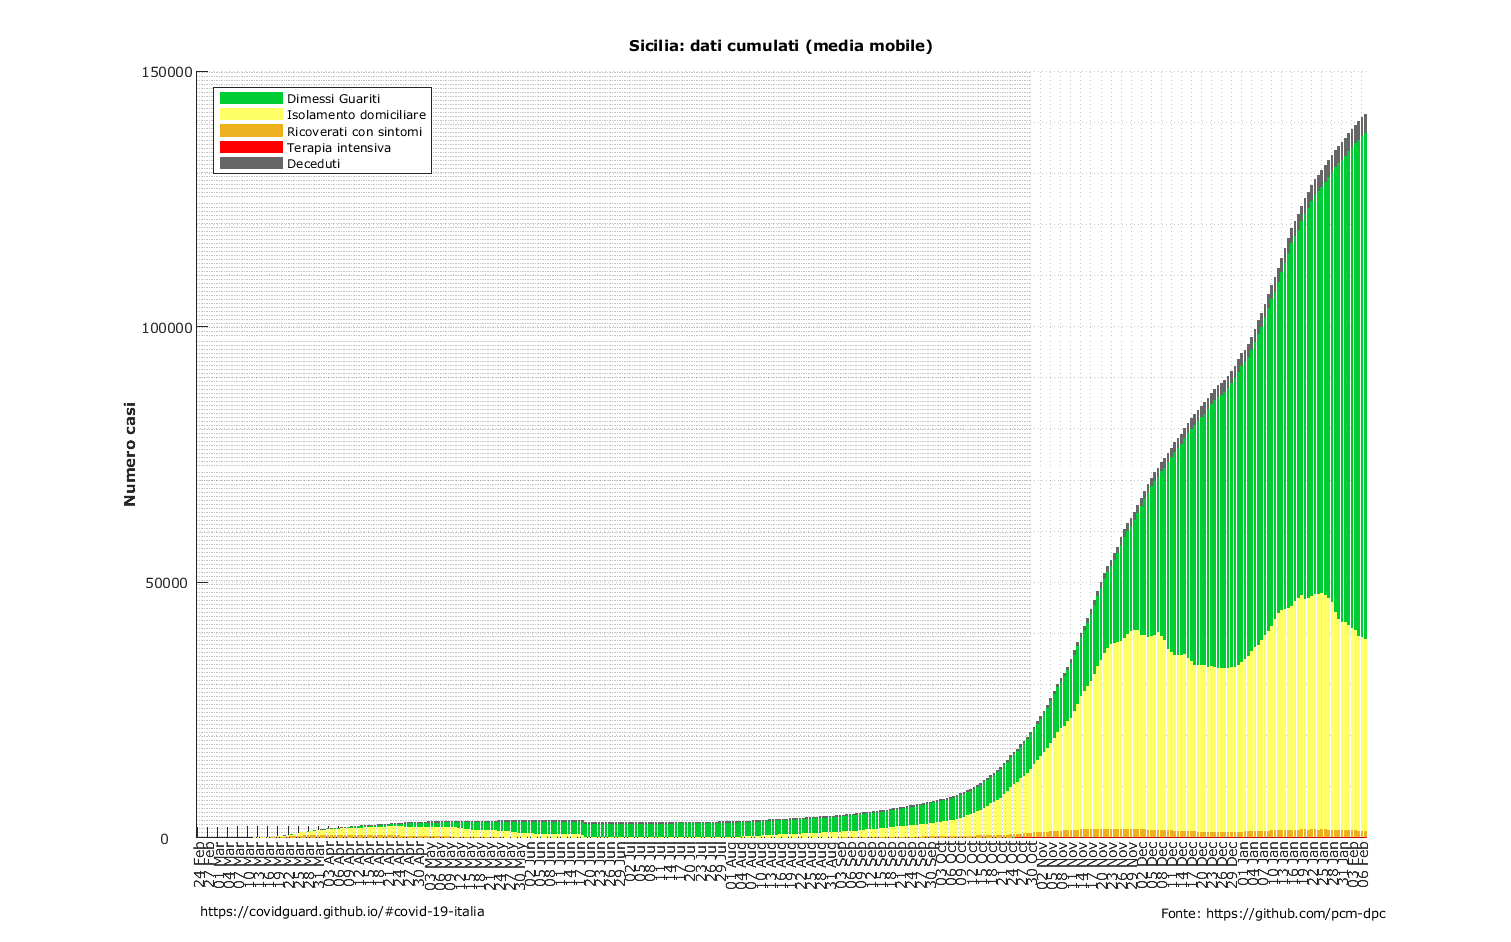 Sicilia: dati cumulati (media mobile)
150000
100000
50000
0
Numero casi
Dimessi Guariti
Isolamento domiciliare
Ricoverati con sintomi
Terapia intensiva
Deceduti
24 Feb
27 Feb
01 Mar
04 Mar
07 Mar
10 Mar
13 Mar
16 Mar
19 Mar
22 Mar
25 Mar
28 Mar
31 Mar
03 Apr
06 Apr
09 Apr
12 Apr
15 Apr
18 Apr
21 Apr
24 Apr
27 Apr
30 Apr
03 May
06 May
09 May
12 May
15 May
18 May
21 May
24 May
27 May
30 May
02 Jun
05 Jun
08 Jun
11 Jun
14 Jun
17 Jun
20 Jun
23 Jun
26 Jun
29 Jun
02 Jul
05 Jul
08 Jul
11 Jul
14 Jul
17 Jul
20 Jul
23 Jul
26 Jul
29 Jul
01 Aug
04 Aug
07 Aug
10 Aug
13 Aug
16 Aug
19 Aug
22 Aug
25 Aug
28 Aug
31 Aug
03 Sep
06 Sep
09 Sep
12 Sep
15 Sep
18 Sep
21 Sep
24 Sep
27 Sep
30 Sep
03 Oct
06 Oct
09 Oct
12 Oct
15 Oct
18 Oct
21 Oct
24 Oct
27 Oct
30 Oct
02 Nov
05 Nov
08 Nov
11 Nov
14 Nov
17 Nov
20 Nov
23 Nov
26 Nov
29 Nov
02 Dec
05 Dec
08 Dec
11 Dec
14 Dec
17 Dec
20 Dec
23 Dec
26 Dec
29 Dec
01 Jan
04 Jan
07 Jan
10 Jan
13 Jan
16 Jan
19 Jan
22 Jan
25 Jan
28 Jan
31 Jan
03 Feb
06 Feb
https://covidguard.github.io/#covid-19-italia
Fonte: https://github.com/pcm-dpc